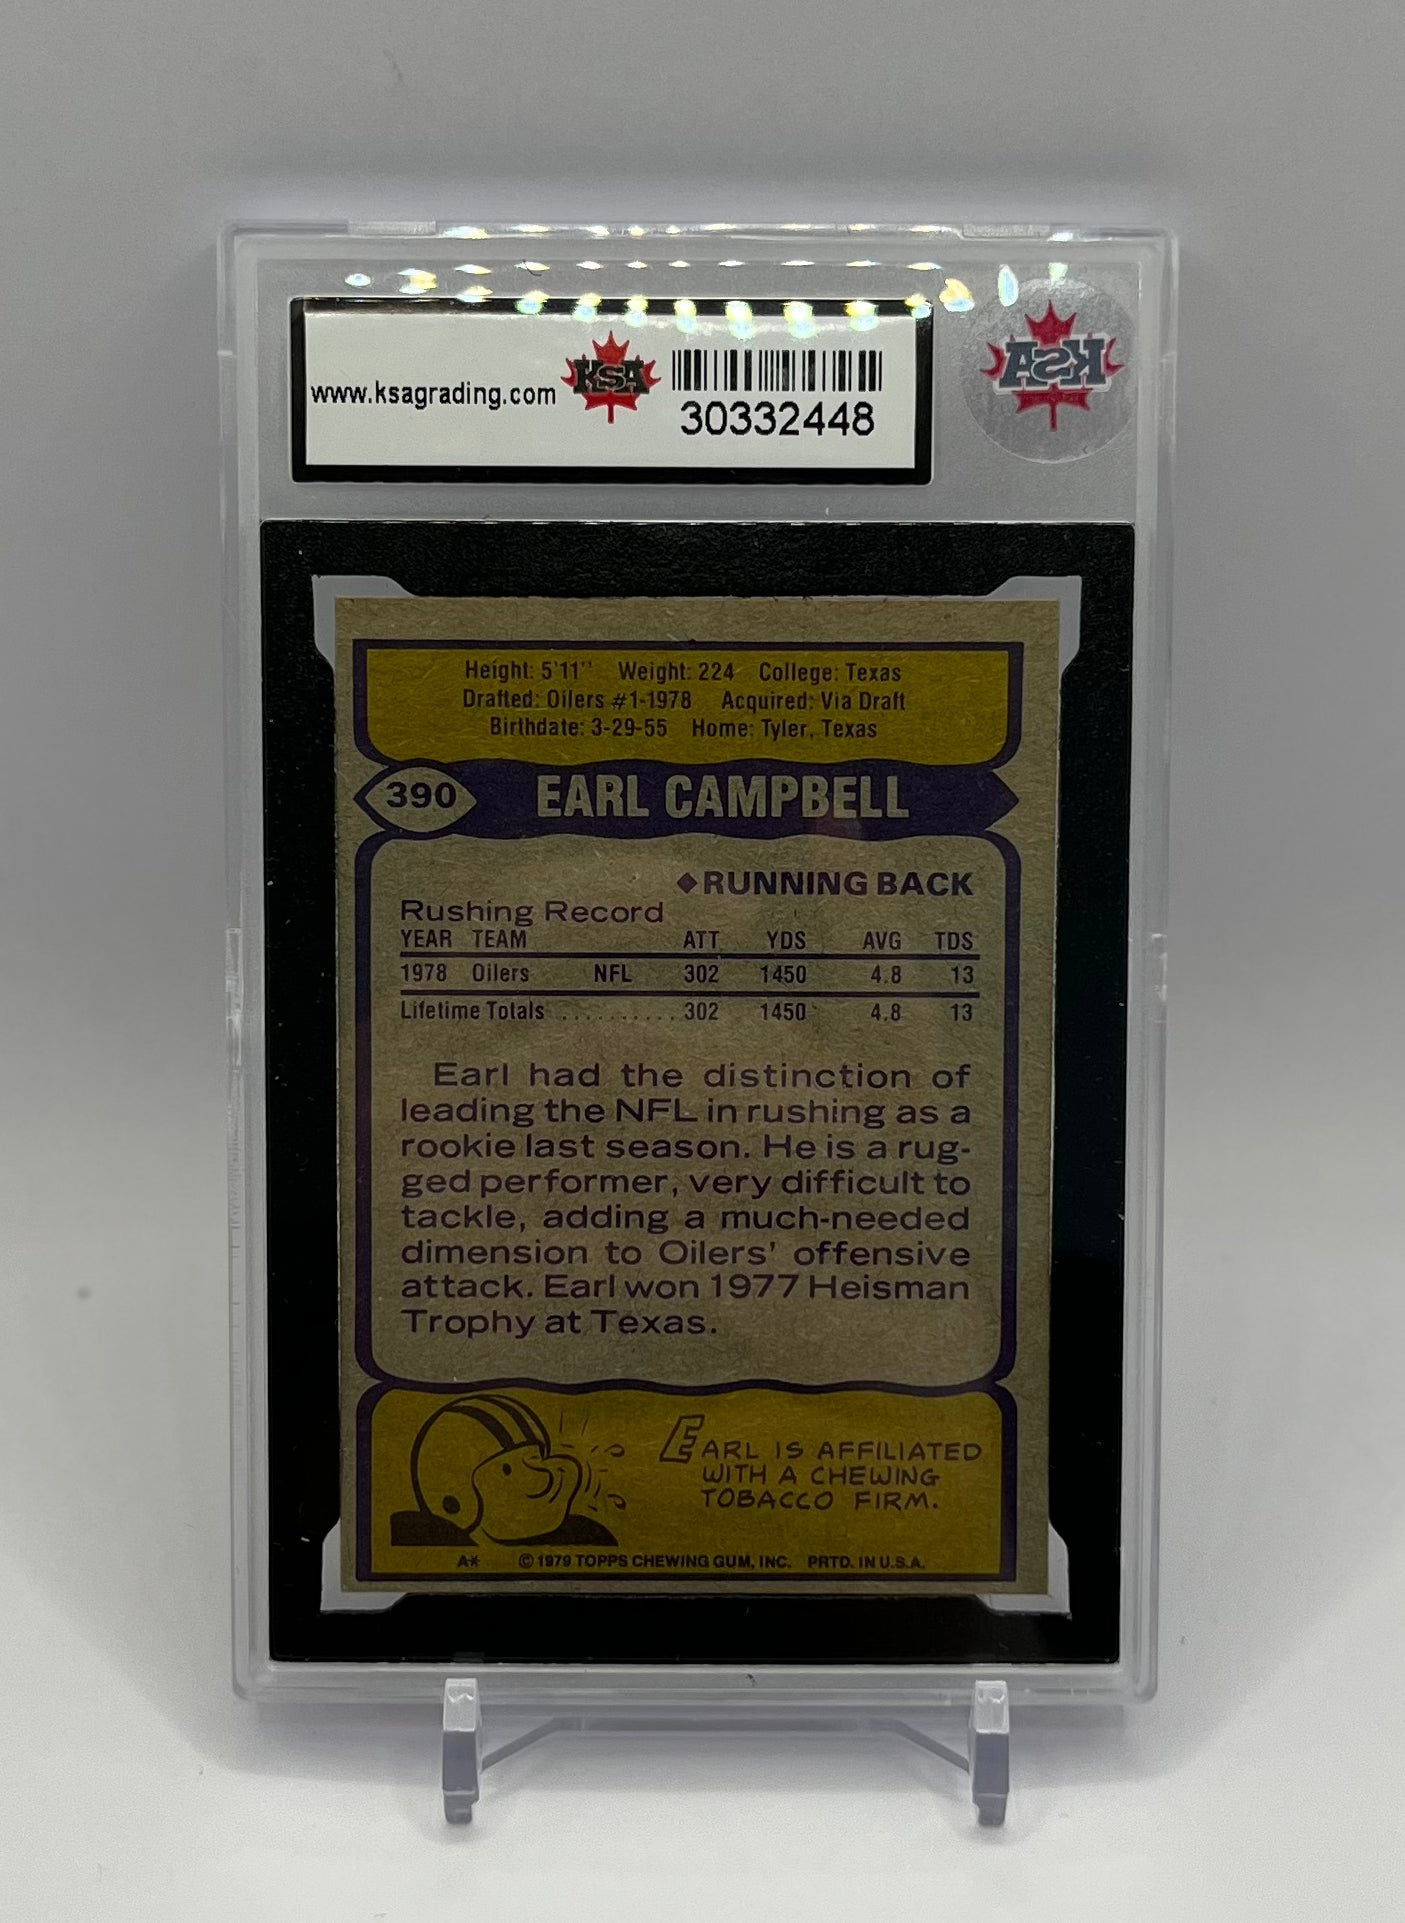 www.ksagrading.com KSA
30332448
KSA
Height: 5'11" Weight: 224 College: Texas
Drafted: Oilers #1-1978 Acquired: Via Draft
Birthdate: 3-29-55 Home: Tyler, Texas
390 EARL CAMPBELL
◆RUNNING BACK
Rushing Record
YEAR TEAM ATT YDS AVG TDS
1978 Oilers NFL 302 1450 4.8 13
Lifetime Totals .......... 302 1450 4.8 13
Earl had the distinction of
leading the NFL in rushing as a
rookie last season. He is a rug-
ged performer, very difficult to
tackle, adding a much-needed
dimension to Oilers' offensive
attack. Earl won 1977 Heisman
Trophy at Texas.
EARL IS AFFILIATED
WITH A CHEWING
TOBACCO FIRM.
A* © 1979 TOPPS CHEWING GUM, INC. PRTD. IN U.S.A.